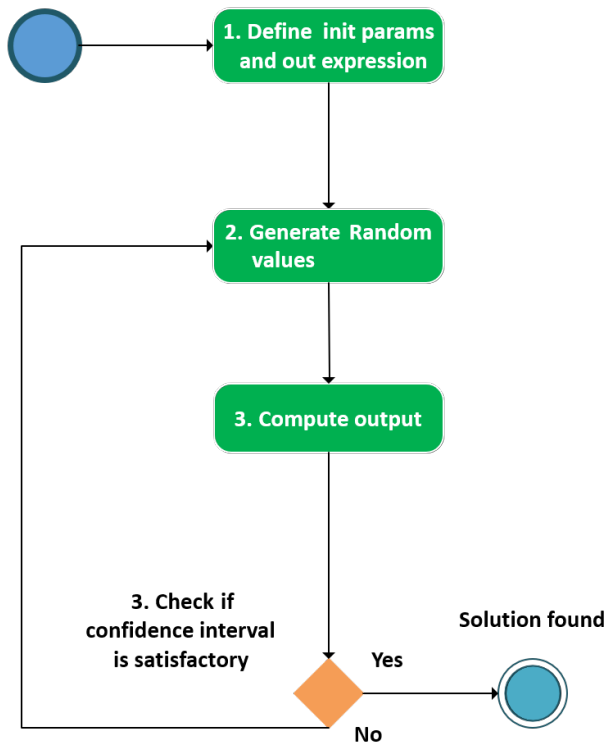 1. Define init params
and out expression
2. Generate Random
values
3. Compute output
3. Check if
confidence interval
is satisfactory
Yes
No
Solution found